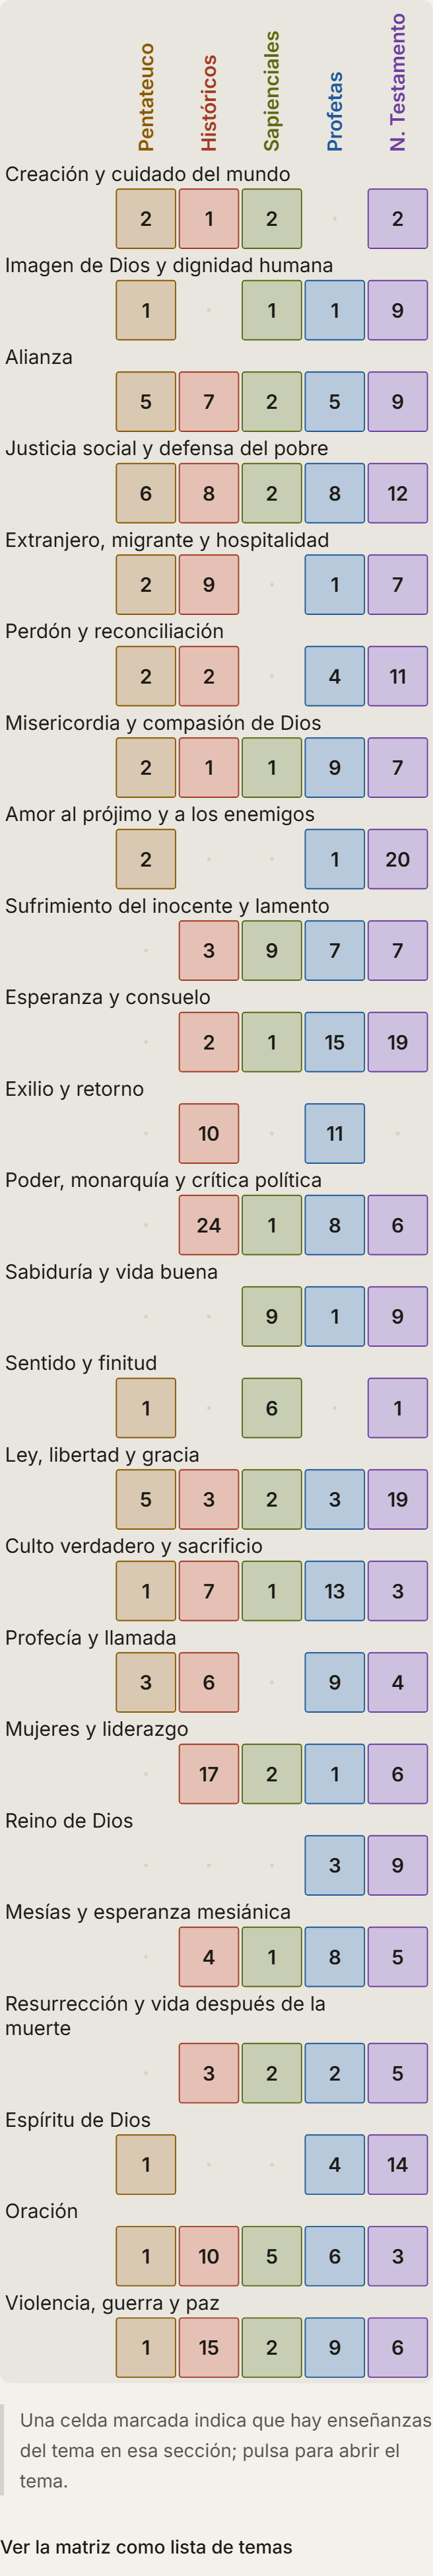 Pentateuco Históricos Sapienciales Profetas N. Testamento
Creación y cuidado del mundo
2 1 2 · 2
Imagen de Dios y dignidad humana
1 · 1 1 9
Alianza
5 7 2 5 9
Justicia social y defensa del pobre
6 8 2 8 12
Extranjero, migrante y hospitalidad
2 9 · 1 7
Perdón y reconciliación
2 2 · 4 11
Misericordia y compasión de Dios
2 1 1 9 7
Amor al prójimo y a los enemigos
2 · · 1 20
Sufrimiento del inocente y lamento
· 3 9 7 7
Esperanza y consuelo
· 2 1 15 19
Exilio y retorno
· 10 · 11 ·
Poder, monarquía y crítica política
· 24 1 8 6
Sabiduría y vida buena
· · 9 1 9
Sentido y finitud
1 · 6 · 1
Ley, libertad y gracia
5 3 2 3 19
Culto verdadero y sacrificio
1 7 1 13 3
Profecía y llamada
3 6 · 9 4
Mujeres y liderazgo
· 17 2 1 6
Reino de Dios
· · · 3 9
Mesías y esperanza mesiánica
· 4 1 8 5
Resurrección y vida después de la
muerte
· 3 2 2 5
Espíritu de Dios
1 · · 4 14
Oración
1 10 5 6 3
Violencia, guerra y paz
1 15 2 9 6
Una celda marcada indica que hay enseñanzas
del tema en esa sección; pulsa para abrir el
tema.
Ver la matriz como lista de temas